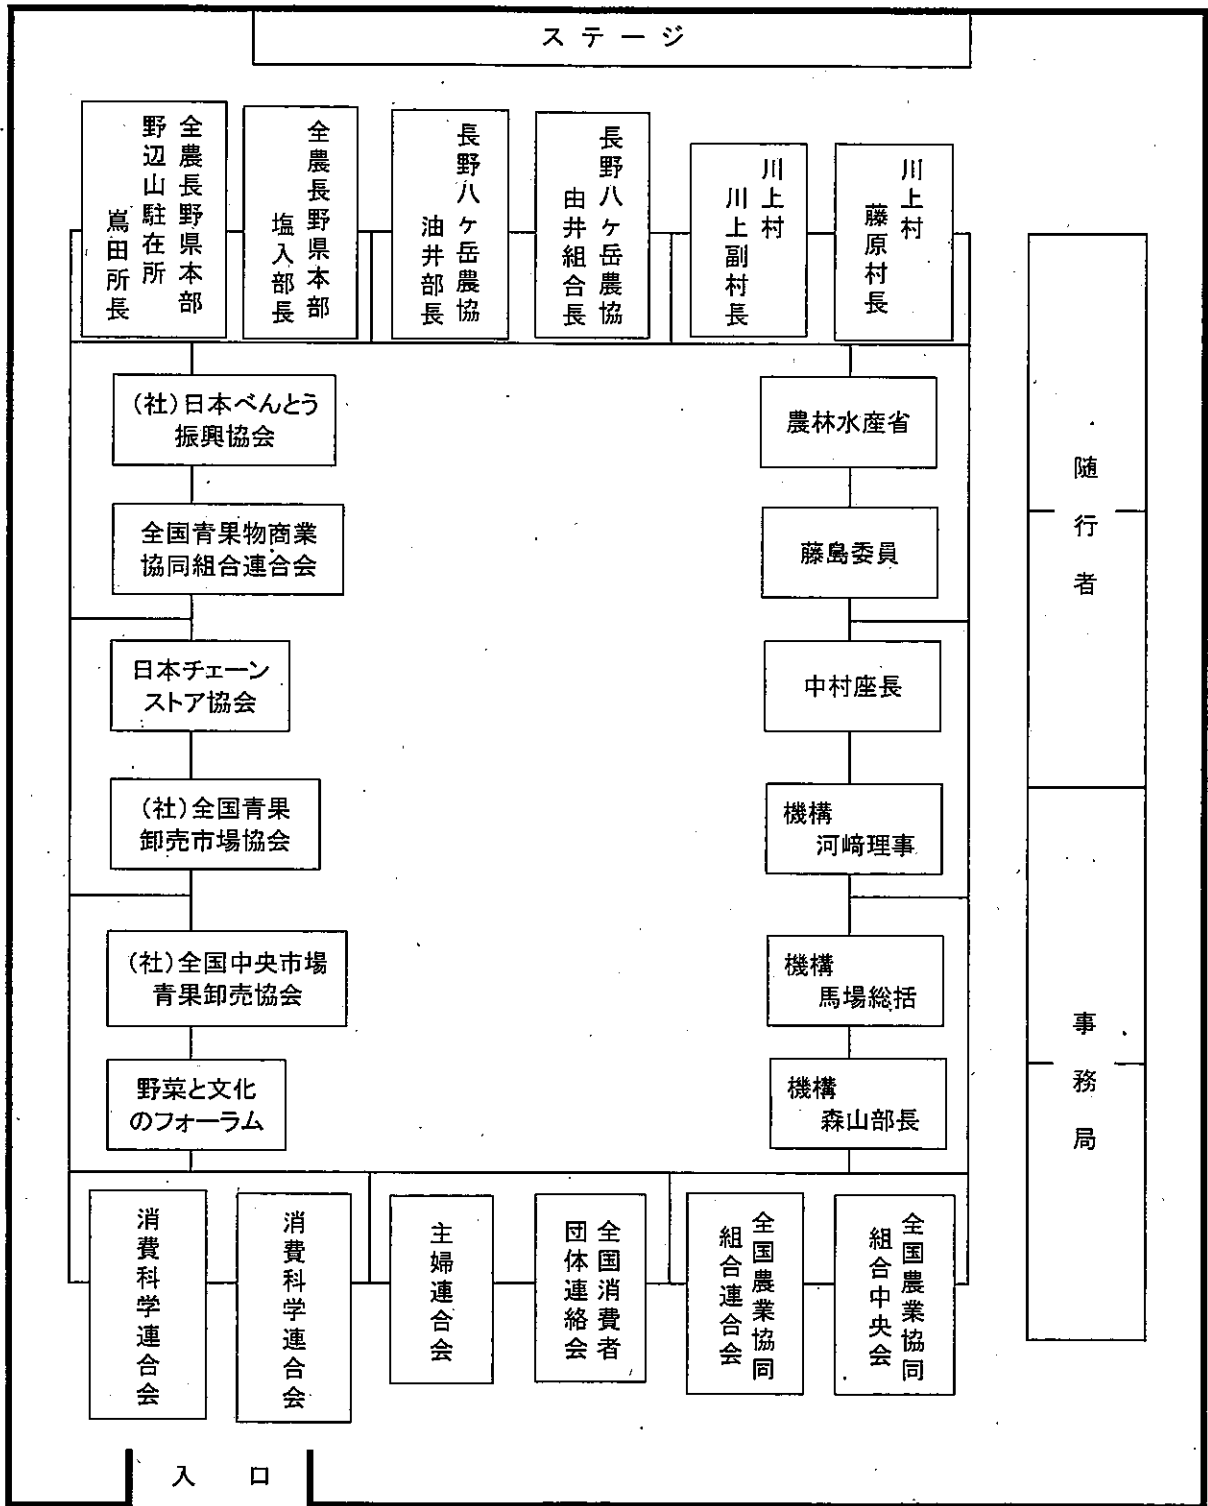 ステージ
全農長野県本部
野辺山駐在所
嶌田所長
全農長野県本部
塩入部長
長野八ヶ岳農協
油井部長
長野八ヶ岳農協
由井組合長
川上村
川上副村長
川上村
藤原村長
(社)日本べんとう
振興協会
全国青果物商業
協同組合連合会
日本チェーン
ストア協会
(社)全国青果
卸売市場協会
(社)全国中央市場
青果卸売協会
野菜と文化
のフォーラム
農林水産省
藤島委員
中村座長
機構
河﨑理事
機構
馬場総括
機構
森山部長
随行者
事務局
消費科学連合会
消費科学連合会
主婦連合会
全国消費者
団体連絡会
全国農業協同
組合連合会
全国農業協同
組合中央会
入口